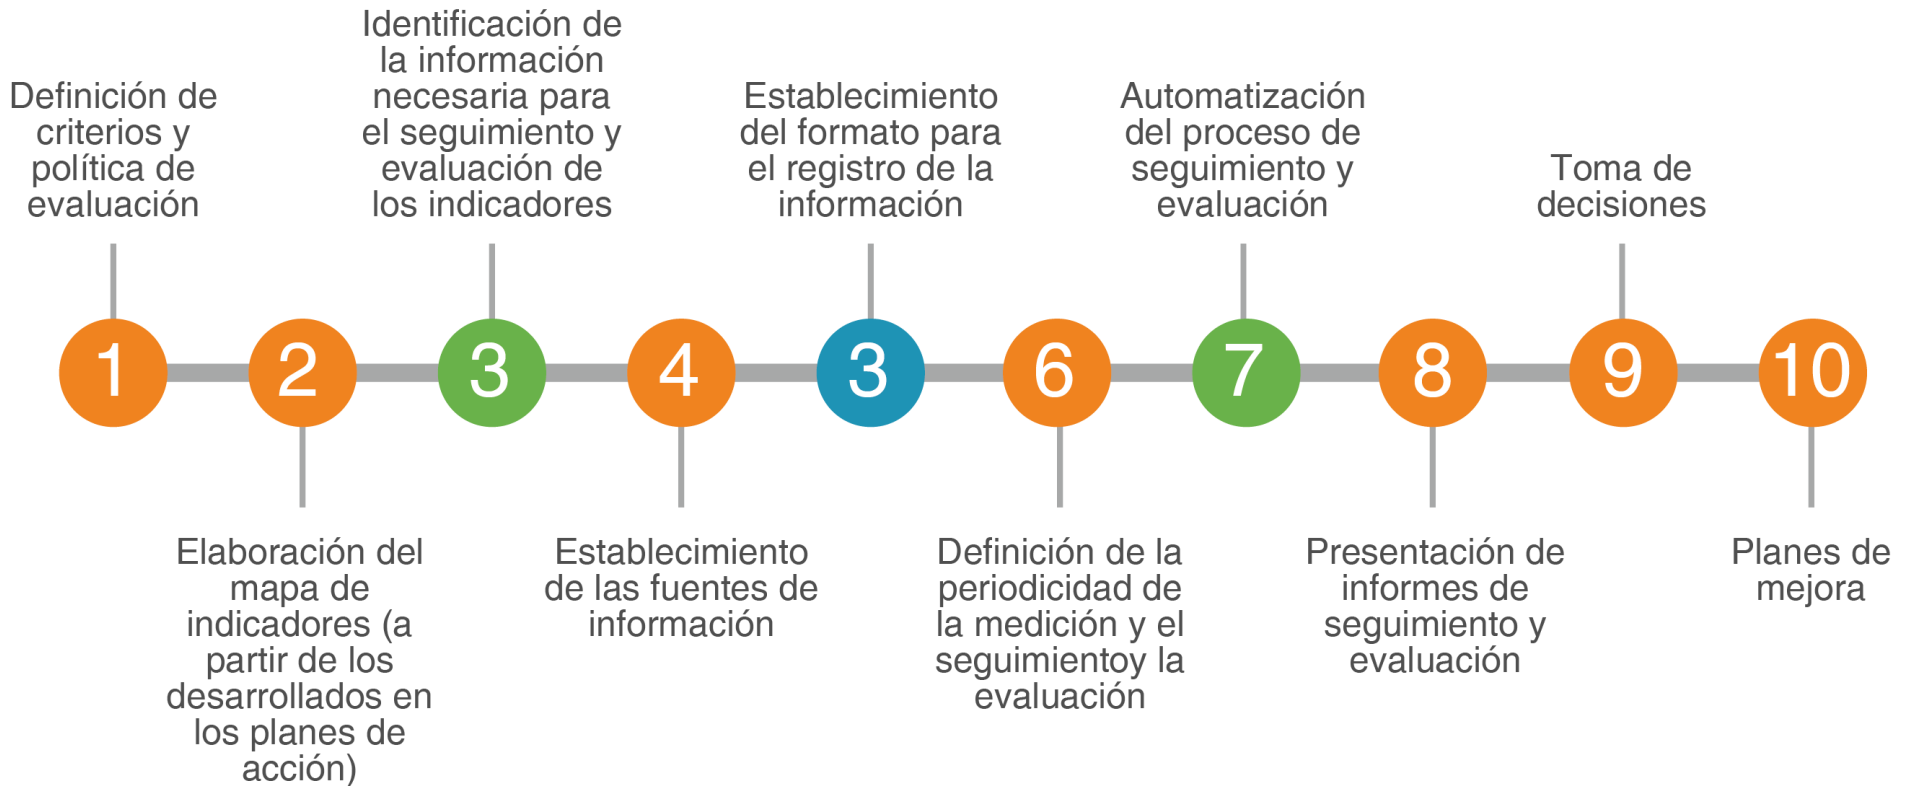 Definición de
criterios y
política de
evaluación
Identificación de
la información
necesaria para
el seguimiento y
evaluación de
los indicadores
Establecimiento
del formato para
el registro de la
información
Automatización
del proceso de
seguimiento y
evaluación
Toma de
decisiones
1
2
3
4
3
6
7
8
9
10
Elaboración del
mapa de
indicadores (a
partir de los
desarrollados en
los planes de
acción)
Establecimiento
de las fuentes de
información
Definición de la
periodicidad de
la medición y el
seguimientoy la
evaluación
Presentación de
informes de
seguimiento y
evaluación
Planes de
mejora